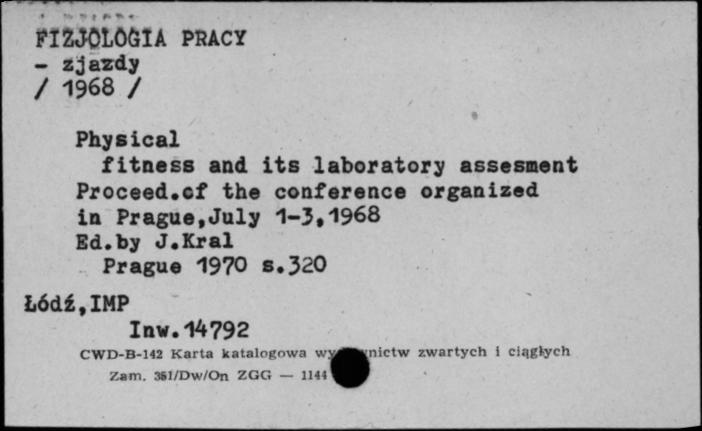 FIZJOLOGIA PRACY
- zjazdy
/ 1968 /
Physical
fitness and its laboratory assesment
Proceed.of the conference organized
in Prague,July 1-3,1968
Ed.by J.Kral
Prague 1970 s.320
Łódź,IMP
Inw.14792
CWD-B-142 Karta katalogowa zwartych i ciągłych
Zam. 351/Dw/On ZGG — 1144